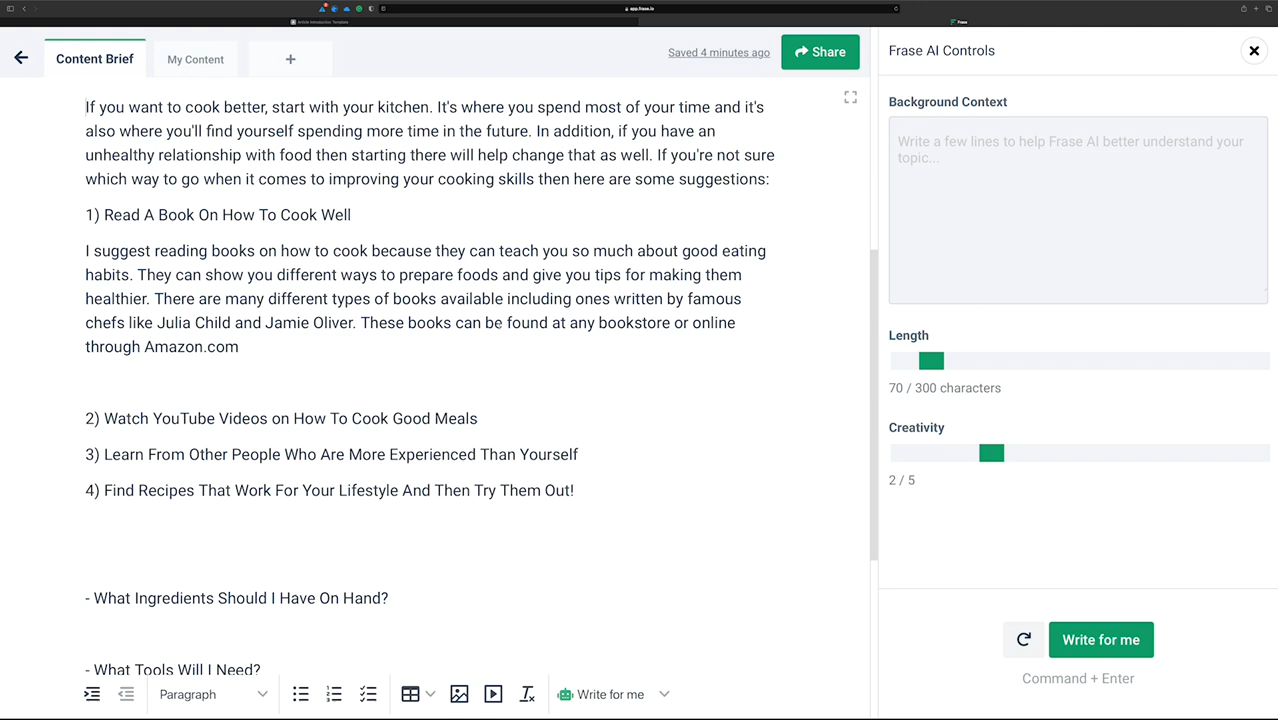 app.frase.io
Article Introduction Template
Frase
Content Brief
My Content
+
Saved 4 minutes ago
Share
Frase AI Controls
If you want to cook better, start with your kitchen. It's where you spend most of your time and it's
also where you'll find yourself spending more time in the future. In addition, if you have an
unhealthy relationship with food then starting there will help change that as well. If you're not sure
which way to go when it comes to improving your cooking skills then here are some suggestions:
1) Read A Book On How To Cook Well
I suggest reading books on how to cook because they can teach you so much about good eating
habits. They can show you different ways to prepare foods and give you tips for making them
healthier. There are many different types of books available including ones written by famous
chefs like Julia Child and Jamie Oliver. These books can be found at any bookstore or online
through Amazon.com
2) Watch YouTube Videos on How To Cook Good Meals
3) Learn From Other People Who Are More Experienced Than Yourself
4) Find Recipes That Work For Your Lifestyle And Then Try Them Out!
- What Ingredients Should I Have On Hand?
- What Tools Will I Need?
Paragraph
Write for me
Background Context
Write a few lines to help Frase AI better understand your
topic...
Length
70 / 300 characters
Creativity
2 / 5
Write for me
Command + Enter